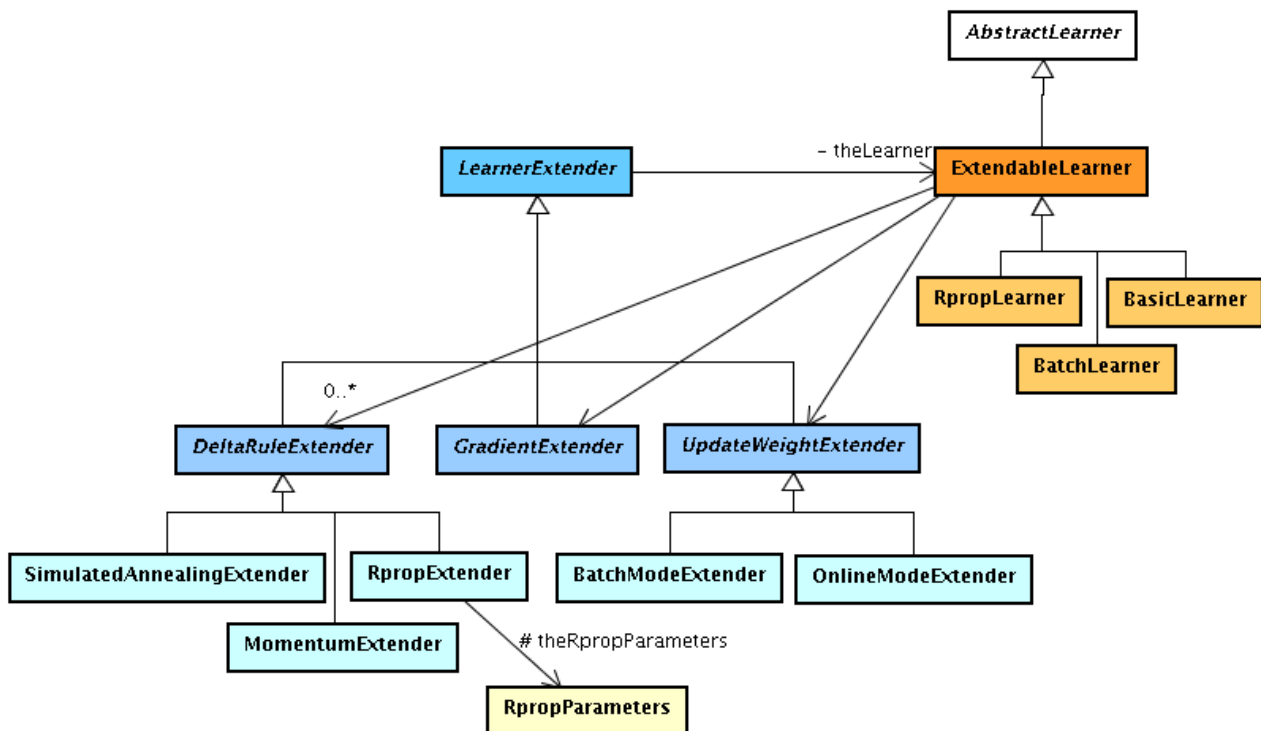 AbstractLearner
LearnerExtender
- theLearner
ExtendableLearner
RpropLearner
BasicLearner
BatchLearner
0..*
DeltaRuleExtender
GradientExtender
UpdateWeightExtender
SimulatedAnnealingExtender
RpropExtender
BatchModeExtender
OnlineModeExtender
MomentumExtender
# theRpropParameters
RpropParameters